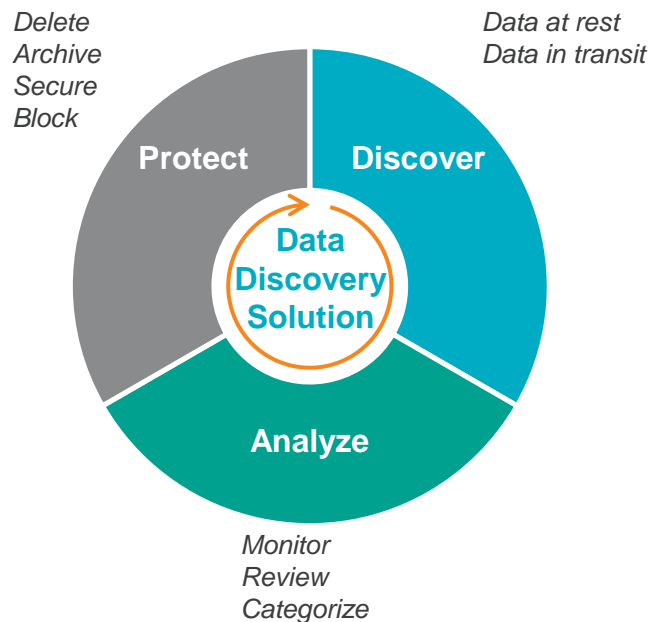 Delete
Archive
Secure
Block
Data at rest
Data in transit
Protect
Discover
Data
Discovery
Solution
Analyze
Monitor
Review
Categorize